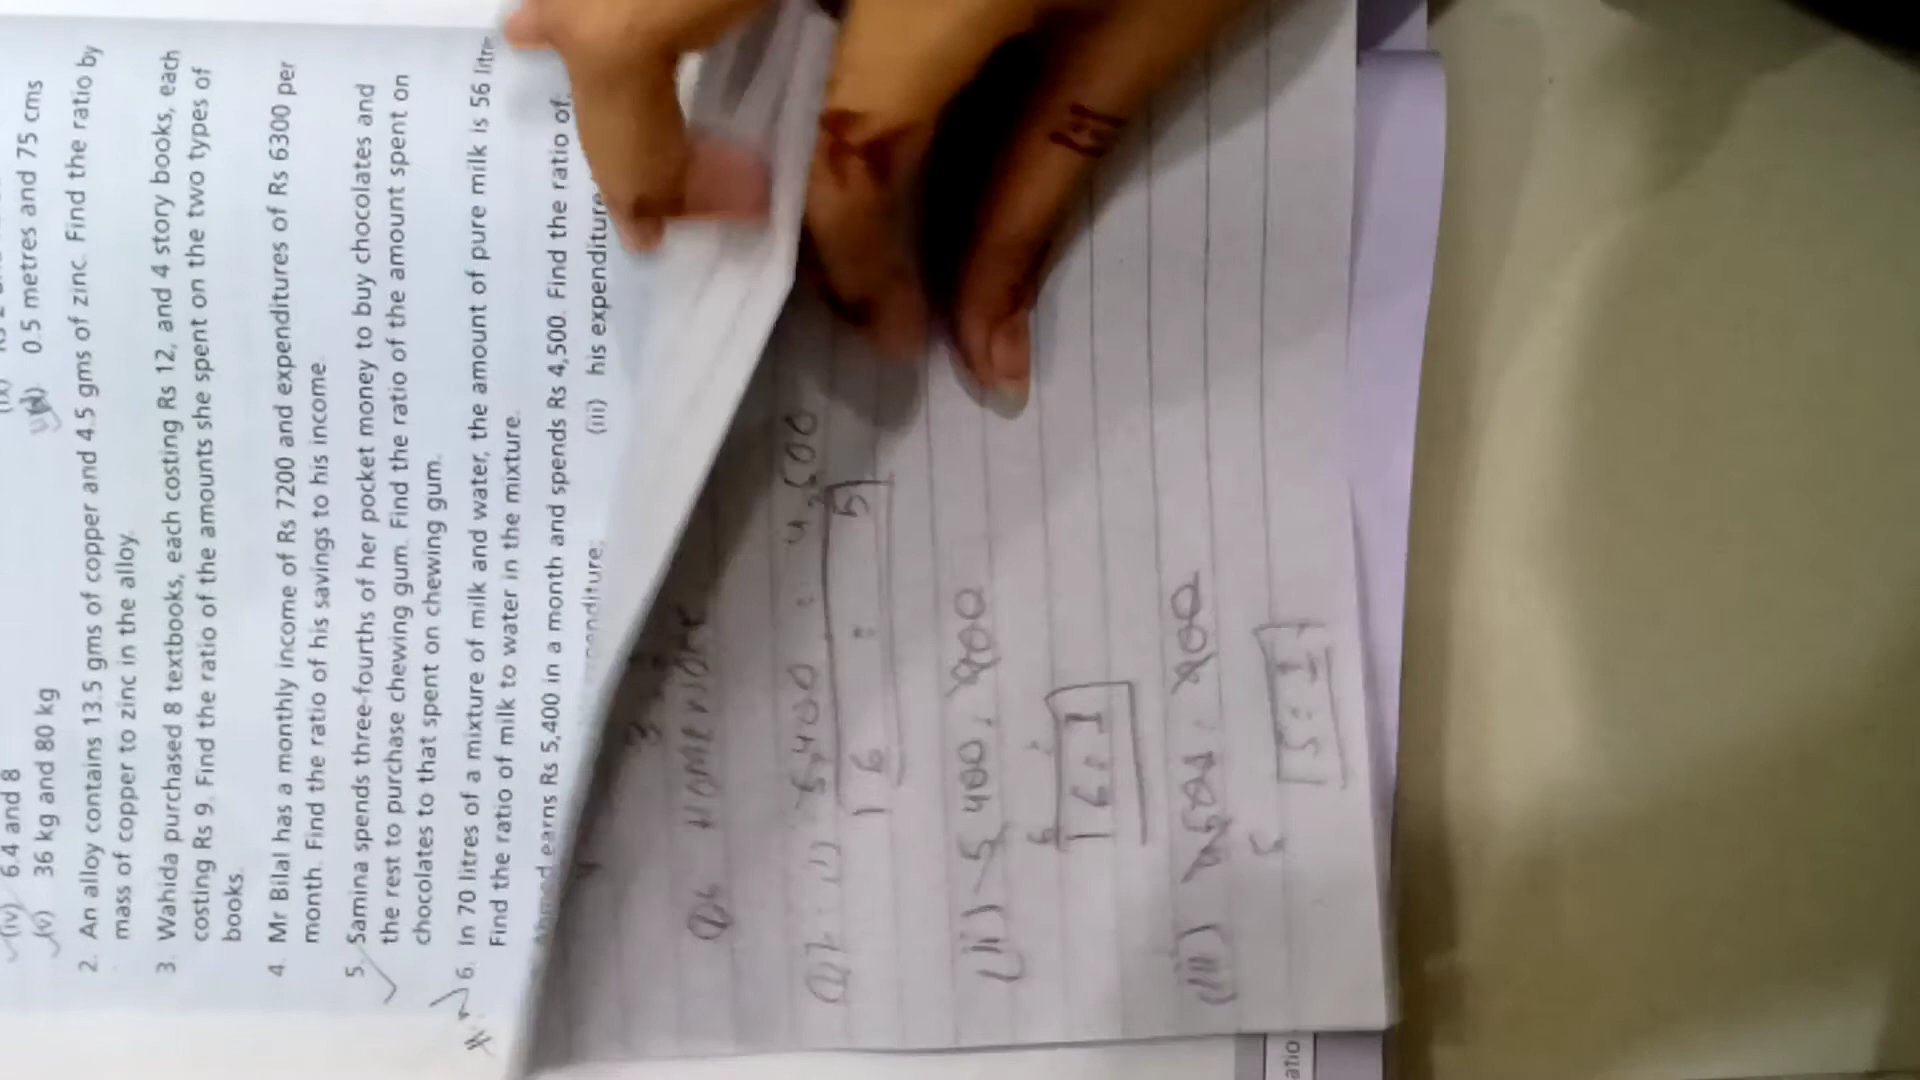 (iv) 6.4 and 8
(v) 36 kg and 80 kg
0.5 metres and 75 cms
2. An alloy contains 13.5 gms of copper and 4.5 gms of zinc. Find the ratio by
mass of copper to zinc in the alloy.
3. Wahida purchased 8 textbooks, each costing Rs 12, and 4 story books, each
costing Rs 9. Find the ratio of the amounts she spent on the two types of
books.
4. Mr Bilal has a monthly income of Rs 7200 and expenditures of Rs 6300 per
month. Find the ratio of his savings to his income.
5. Samina spends three-fourths of her pocket money to buy chocolates and
the rest to purchase chewing gum. Find the ratio of the amount spent on
chocolates to that spent on chewing gum.
6. In 70 litres of a mixture of milk and water, the amount of pure milk is 56
Find the ratio of milk to water in the mixture.
earns Rs 5,400 in a month and spends Rs 4,500. Find the ratio of
(iii) his expenditure
3
5,400 : 4,500
6 : 5
(ii) 5,400 : 900
6
6 : 1
(iii) 4,500 : 900
5
5 : 1
atio